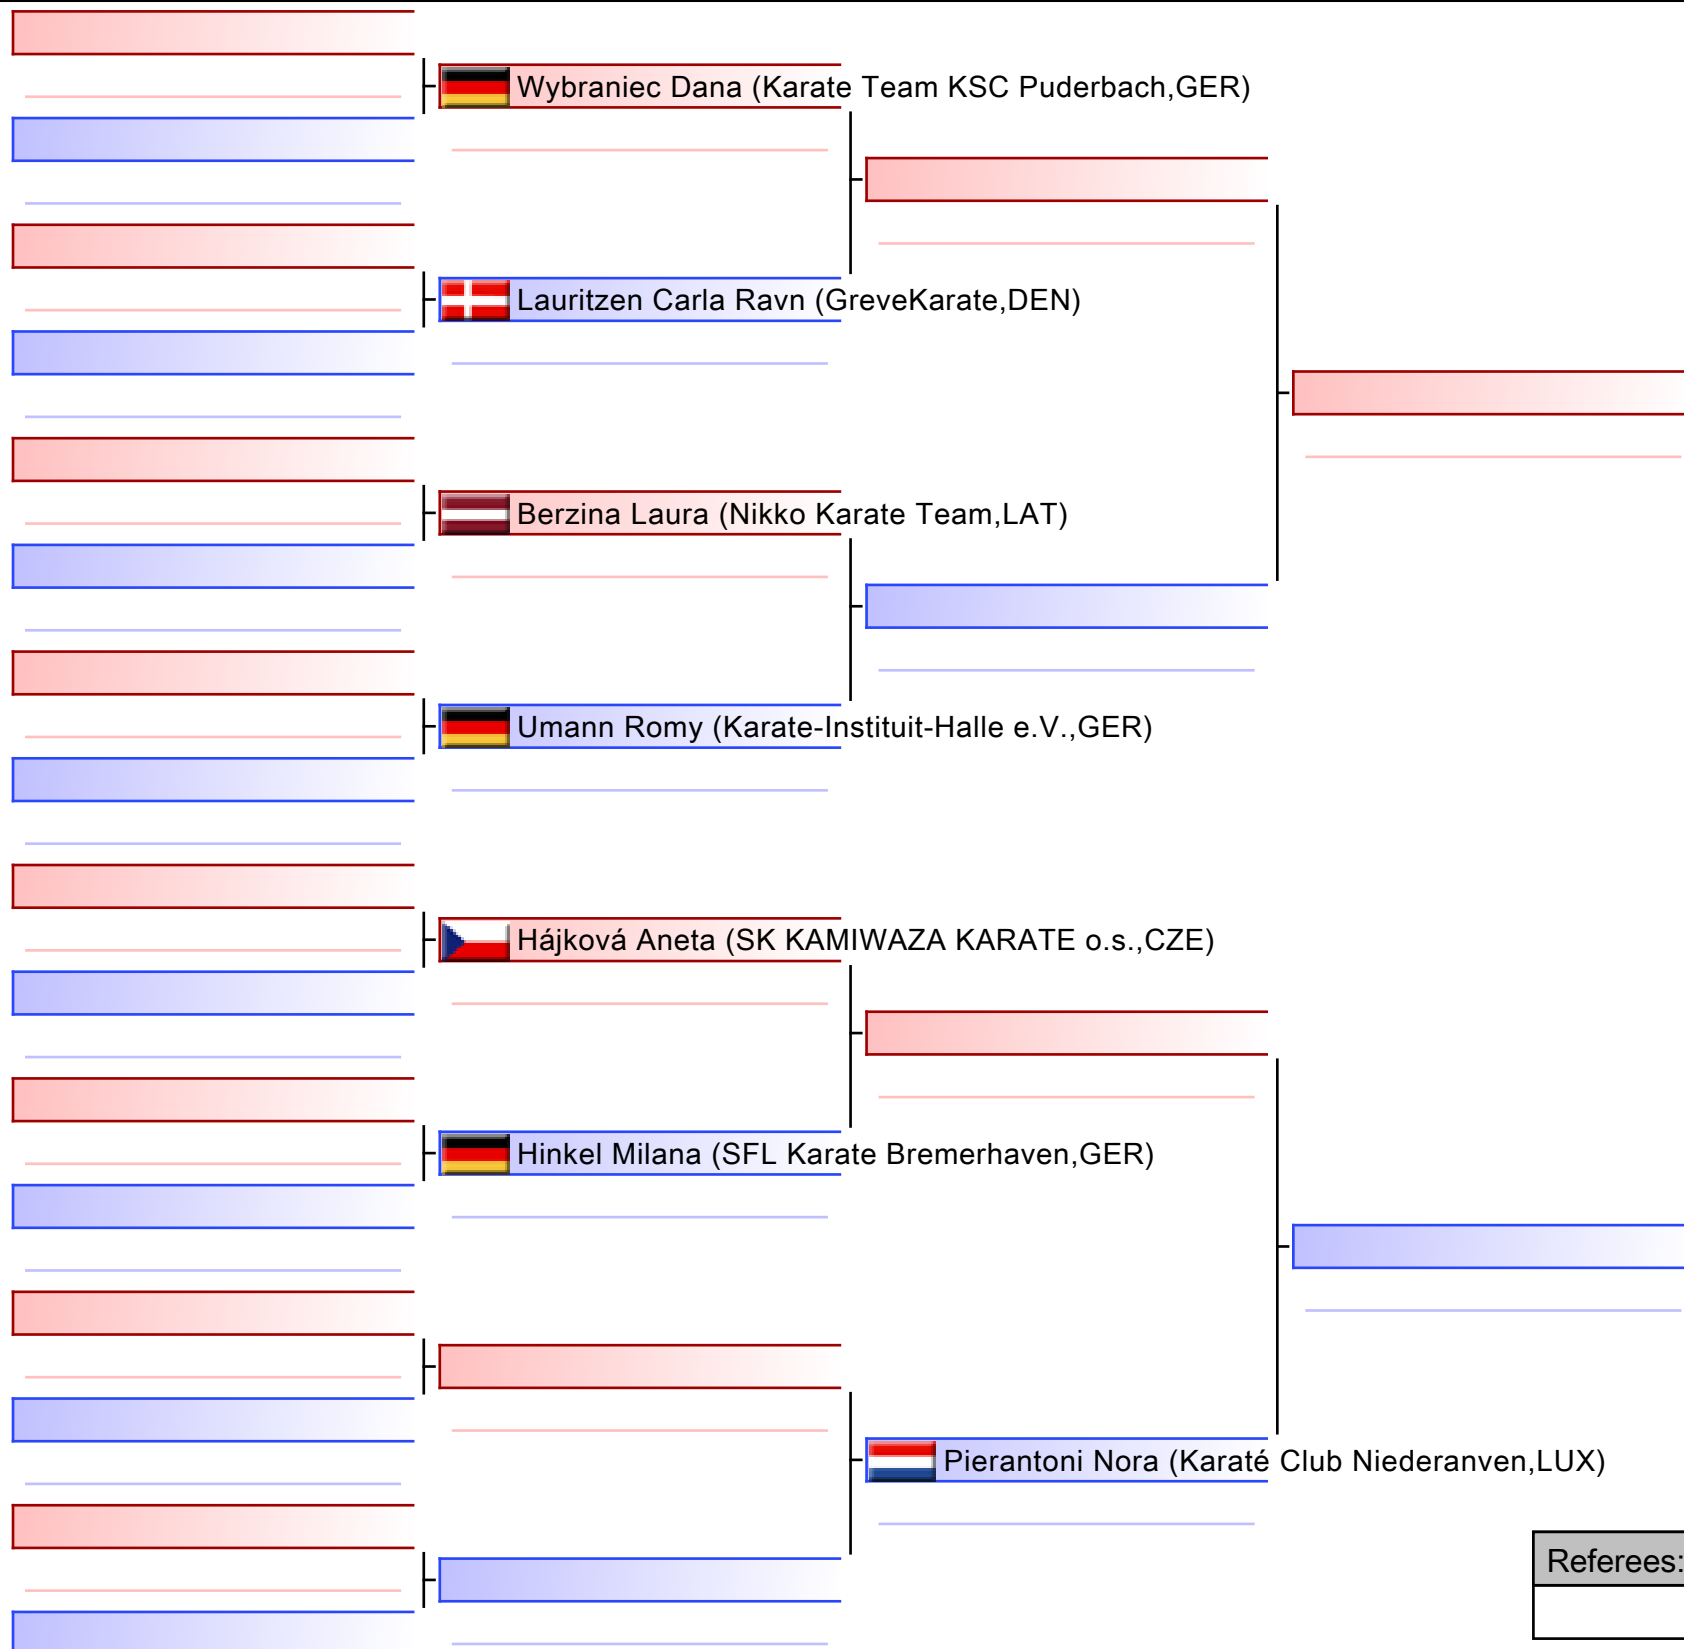 Wybraniec Dana (Karate Team KSC Puderbach,GER)
Lauritzen Carla Ravn (GreveKarate,DEN)
Berzina Laura (Nikko Karate Team,LAT)
Umann Romy (Karate-Instituit-Halle e.V.,GER)
Hájková Aneta (SK KAMIWAZA KARATE o.s.,CZE)
Hinkel Milana (SFL Karate Bremerhaven,GER)
Pierantoni Nora (Karaté Club Niederanven,LUX)
Referees: